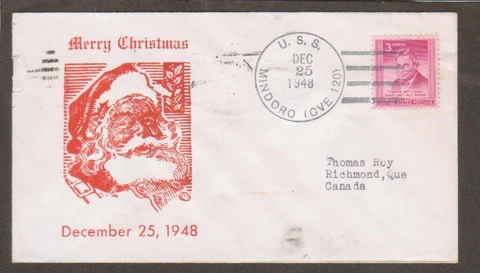 Merry Christmas
December 25, 1948
U. S. S.
DEC
25
1948
MINDORO (CVE 120)
3 CENTS
Thomas Roy
Richmond, Que
Canada